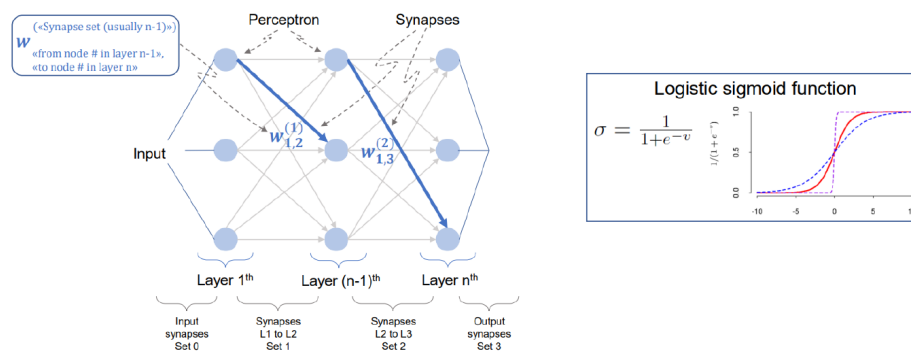 Perceptron
Synapses
w («Synapse set (usually n-1)»)
«from node # in layer n-1»,
«to node # in layer n»
w(1)1,2
w(2)1,3
Input
Layer 1th
Layer (n-1)th
Layer nth
Input
synapses
Set 0
Synapses
L1 to L2
Set 1
Synapses
L2 to L3
Set 2
Output
synapses
Set 3
Logistic sigmoid function
σ = 1/(1+e^-v)
1/(1 + e^-v)
1.0
0.5
0.0
-10
-5
0
5
10